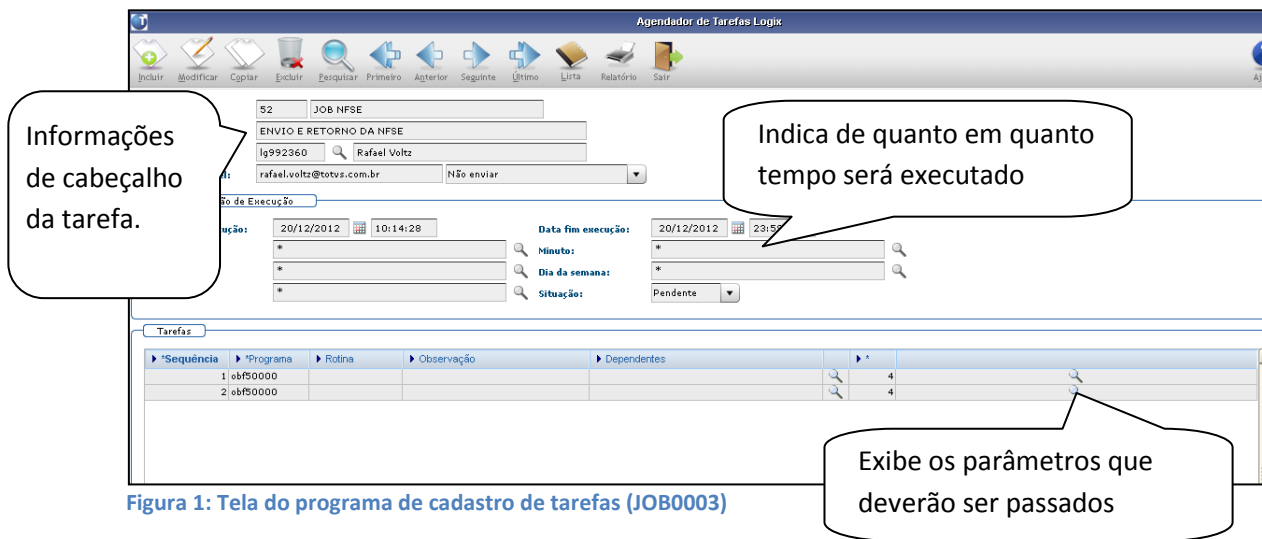 Agendador de Tarefas Logix
Incluir Modificar Copiar Excluir Pesquisar Primeiro Anterior Seguinte Último Lista Relatório Sair
52 JOB NFSE
ENVIO E RETORNO DA NFSE
lg992360 Rafael Voltz
rafael.voltz@totvs.com.br Não enviar
Informações
de cabeçalho
da tarefa.
Indica de quanto em quanto
tempo será executado
de Execução
20/12/2012 10:14:28 Data fim execução: 20/12/2012
* Minuto: *
* Dia da semana: *
* Situação: Pendente
Tarefas
*Sequência *Programa Rotina Observação Dependentes *
1 obf50000 4
2 obf50000 4
Exibe os parâmetros que
deverão ser passados
Figura 1: Tela do programa de cadastro de tarefas (JOB0003)